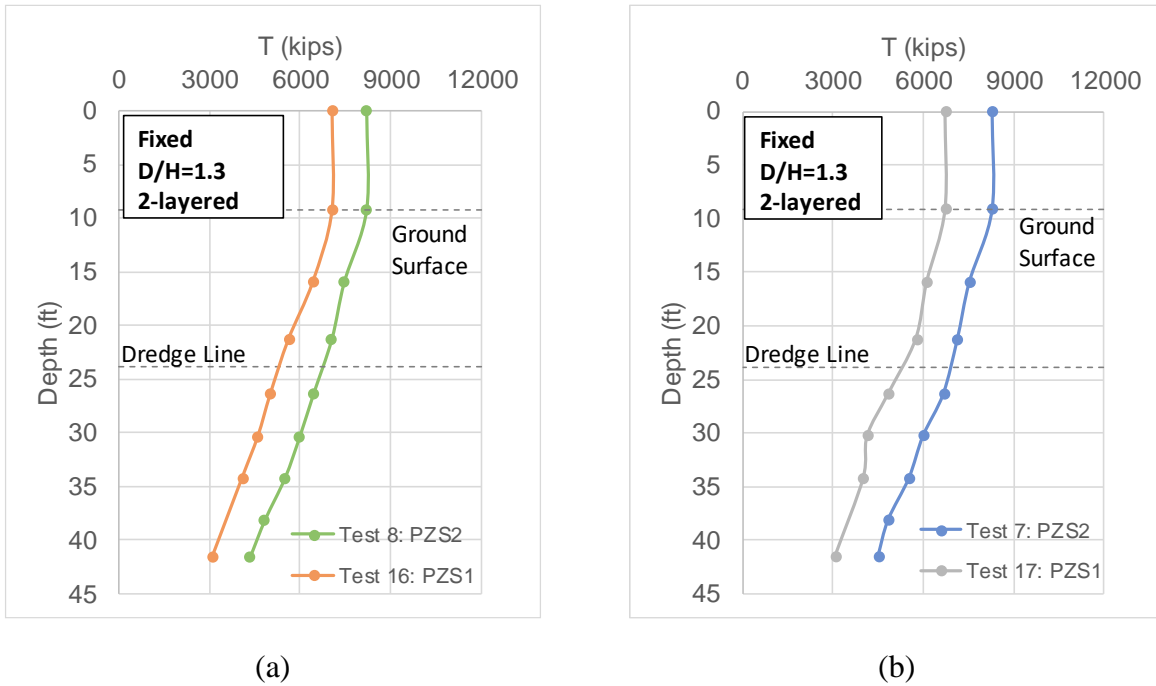 T (kips)
0 3000 6000 9000 12000
0
5
10
15
20
25
30
35
40
45
Depth (ft)
Fixed
D/H=1.3
2-layered
Ground
Surface
Dredge Line
Test 8: PZS2
Test 16: PZS1
(a)
T (kips)
0 3000 6000 9000 12000
0
5
10
15
20
25
30
35
40
45
Depth (ft)
Fixed
D/H=1.3
2-layered
Ground
Surface
Dredge Line
Test 7: PZS2
Test 17: PZS1
(b)